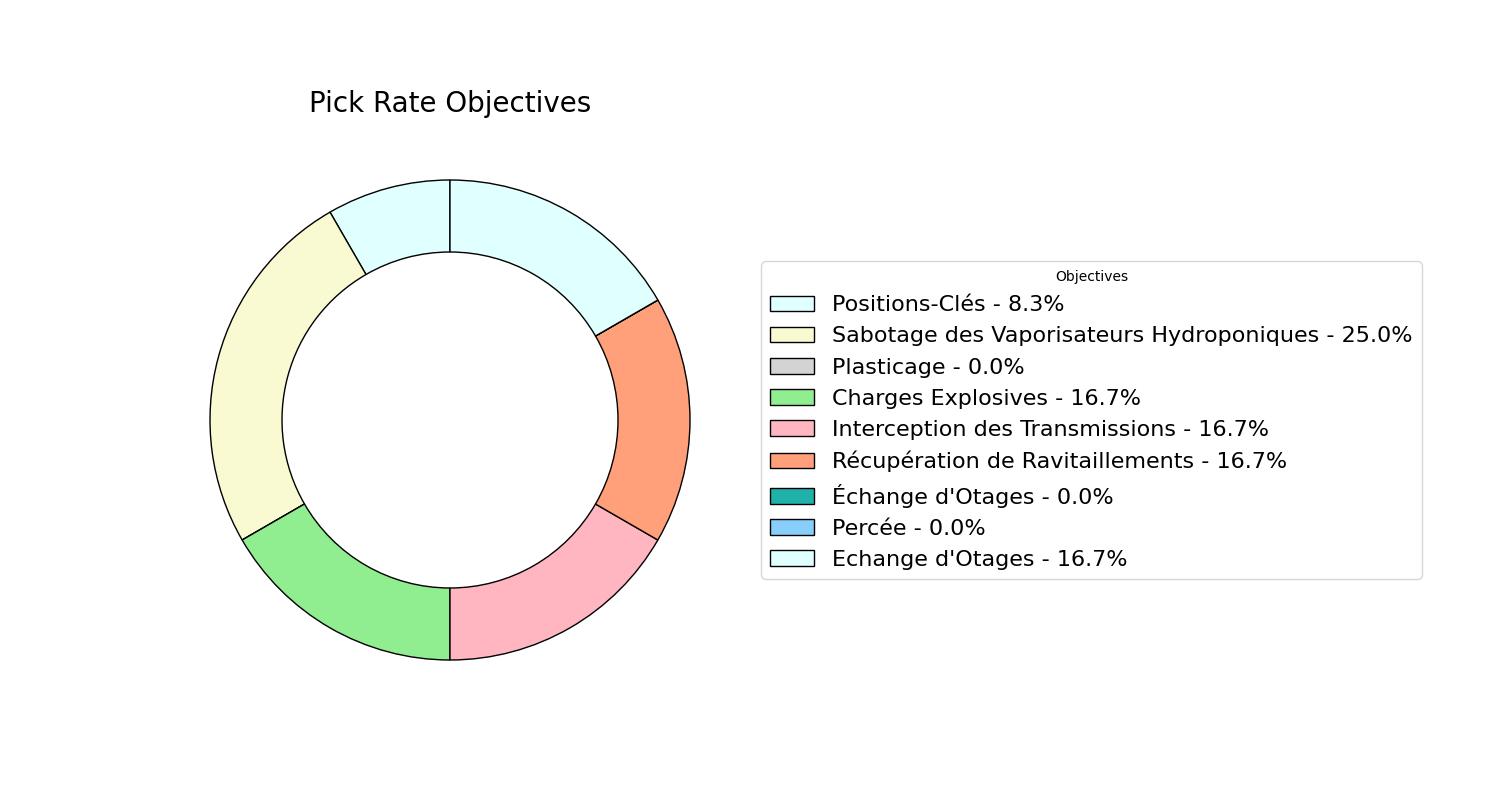 Pick Rate Objectives
Objectives
Positions-Clés - 8.3%
Sabotage des Vaporisateurs Hydroponiques - 25.0%
Plasticage - 0.0%
Charges Explosives - 16.7%
Interception des Transmissions - 16.7%
Récupération de Ravitaillements - 16.7%
Échange d'Otages - 0.0%
Percée - 0.0%
Echange d'Otages - 16.7%